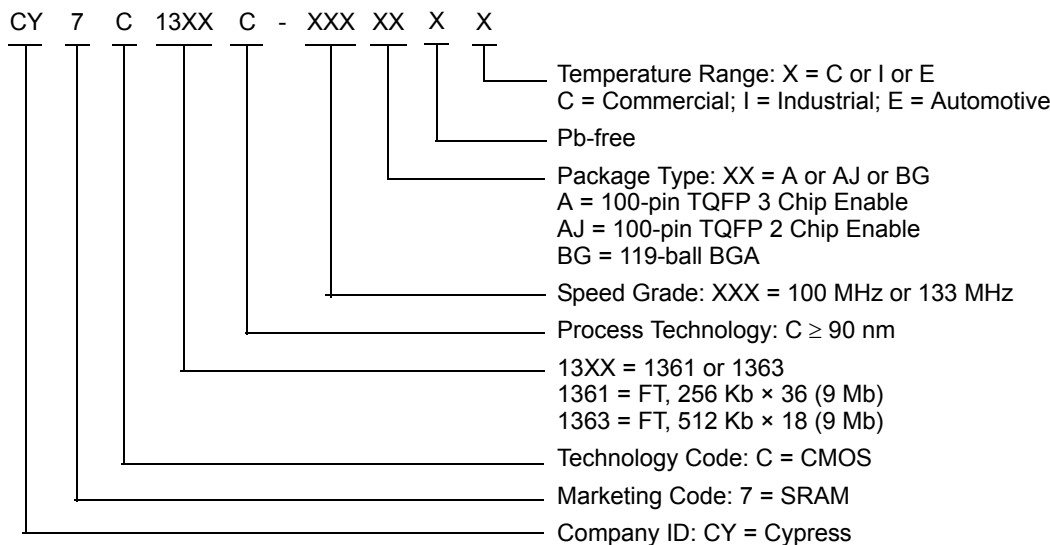 CY 7 C 13XX C - XXX XX X X
Temperature Range: X = C or I or E
C = Commercial; I = Industrial; E = Automotive
Pb-free
Package Type: XX = A or AJ or BG
A = 100-pin TQFP 3 Chip Enable
AJ = 100-pin TQFP 2 Chip Enable
BG = 119-ball BGA
Speed Grade: XXX = 100 MHz or 133 MHz
Process Technology: C ≥ 90 nm
13XX = 1361 or 1363
1361 = FT, 256 Kb × 36 (9 Mb)
1363 = FT, 512 Kb × 18 (9 Mb)
Technology Code: C = CMOS
Marketing Code: 7 = SRAM
Company ID: CY = Cypress